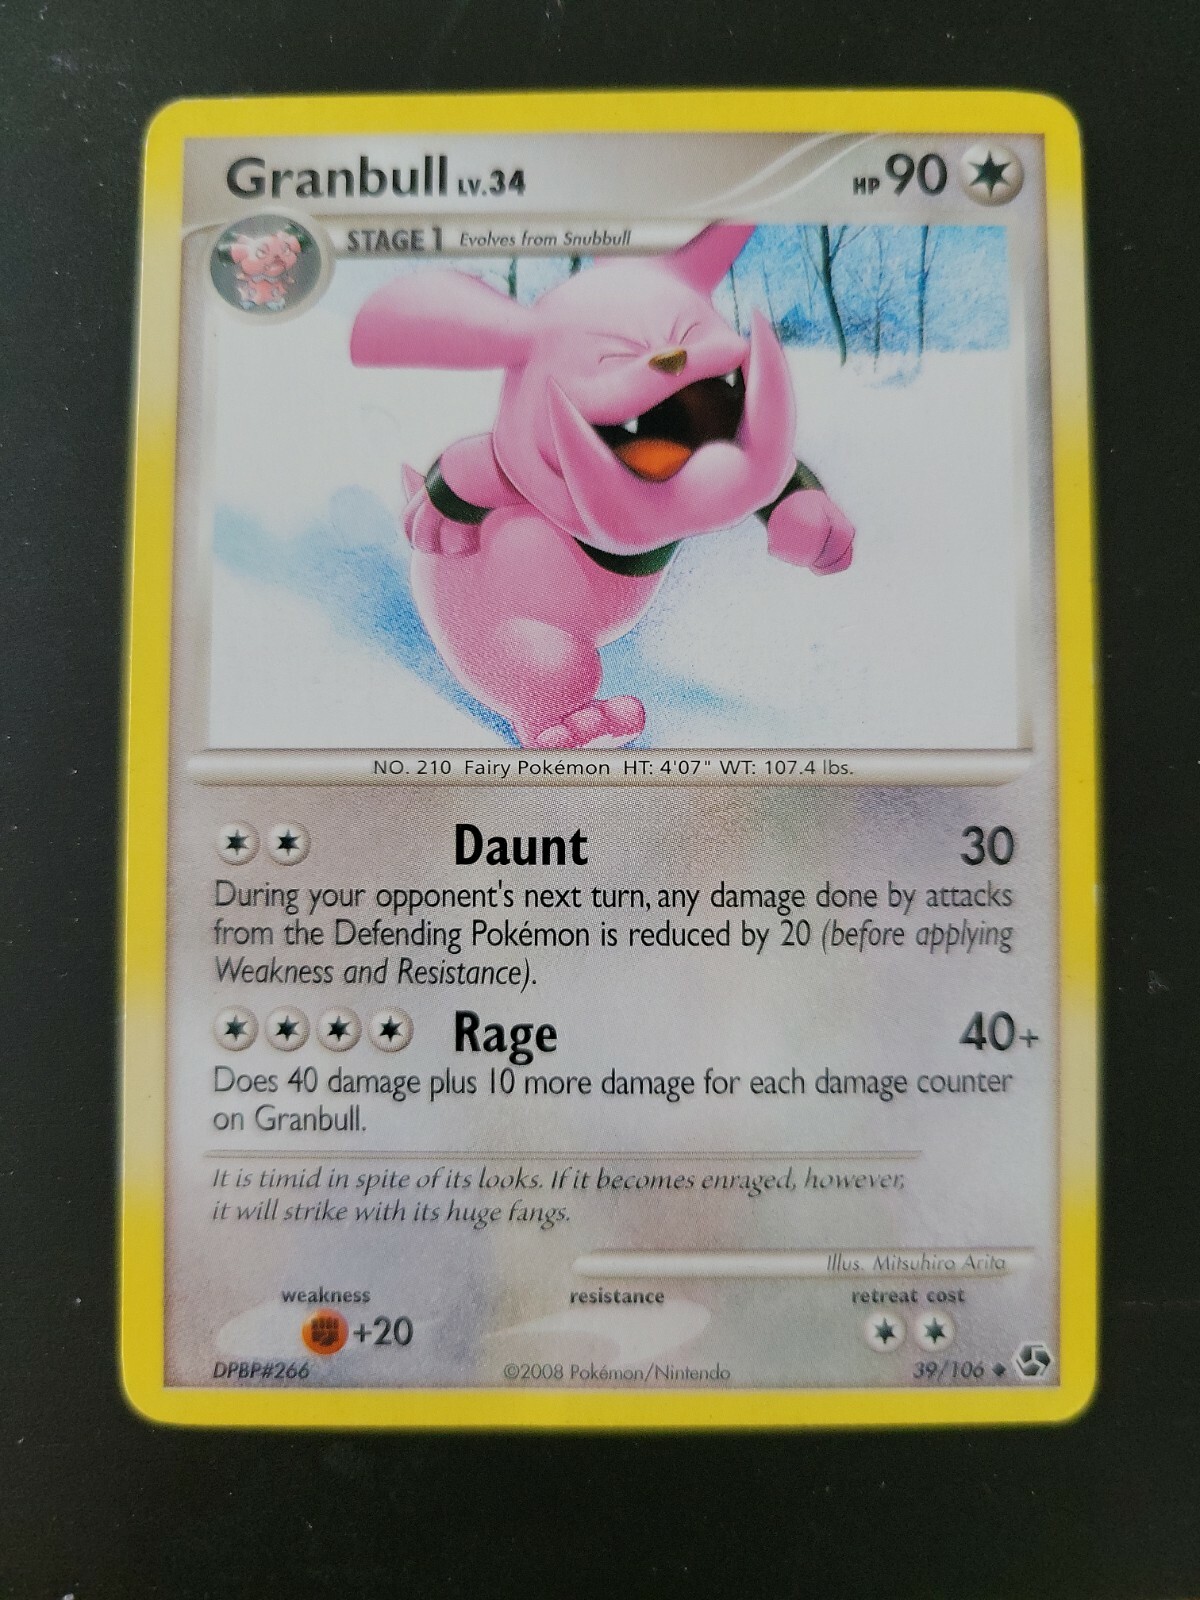 Granbull LV.34 HP 90
STAGE 1 Evolves from Snubbull
NO. 210 Fairy Pokémon HT: 4'07" WT: 107.4 lbs.
Daunt 30
During your opponent's next turn, any damage done by attacks
from the Defending Pokémon is reduced by 20 (before applying
Weakness and Resistance).
Rage 40+
Does 40 damage plus 10 more damage for each damage counter
on Granbull.
It is timid in spite of its looks. If it becomes enraged, however,
it will strike with its huge fangs.
Illus. Mitsuhiro Arita
weakness resistance retreat cost
+20
DPBP#266 ©2008 Pokémon/Nintendo 39/106